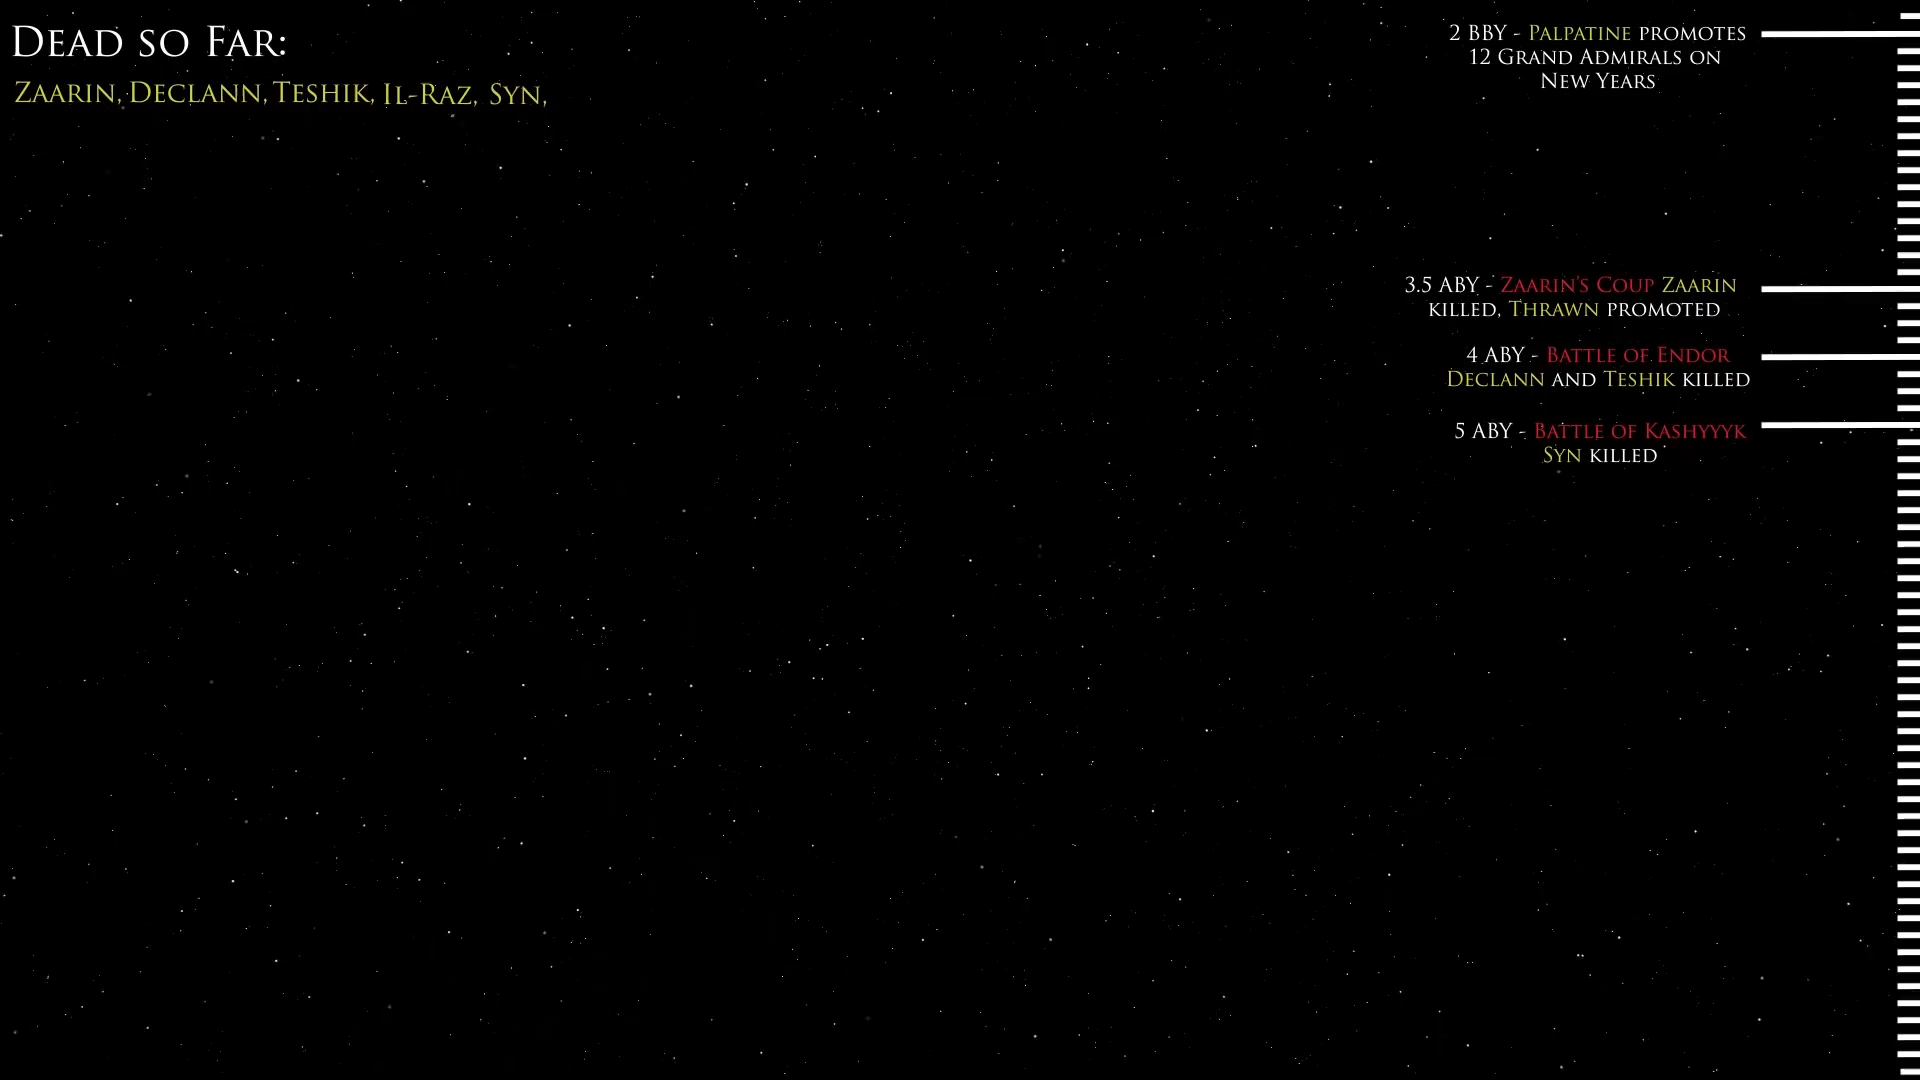 Dead so Far:
Zaarin, Declann, Teshik, Il-Raz, Syn,
2 BBY - Palpatine promotes
12 Grand Admirals on
New Years
3.5 ABY - Zaarin's Coup Zaarin
killed, Thrawn promoted
4 ABY - Battle of Endor
Declann and Teshik killed
5 ABY - Battle of Kashyyyk
Syn killed